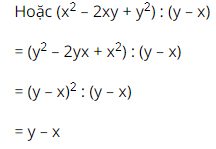 Hoặc (x² – 2xy + y²) : (y – x)
= (y² – 2yx + x²) : (y – x)
= (y – x)² : (y – x)
= y – x